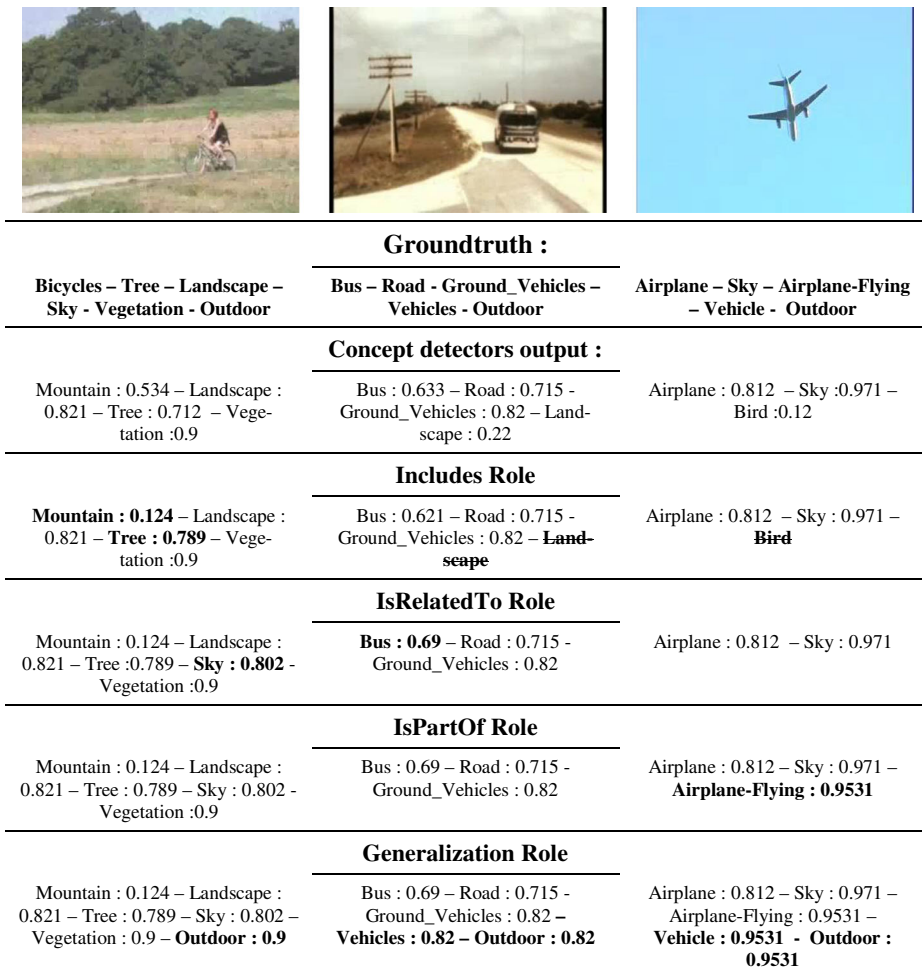 Groundtruth :
Bicycles – Tree – Landscape –
Sky - Vegetation - Outdoor
Bus – Road - Ground_Vehicles –
Vehicles - Outdoor
Airplane – Sky – Airplane-Flying
– Vehicle - Outdoor
Concept detectors output :
Mountain : 0.534 – Landscape :
0.821 – Tree : 0.712 – Vege-
tation :0.9
Bus : 0.633 – Road : 0.715 -
Ground_Vehicles : 0.82 – Land-
scape : 0.22
Airplane : 0.812 – Sky :0.971 –
Bird :0.12
Includes Role
Mountain : 0.124 – Landscape :
0.821 – Tree : 0.789 – Vege-
tation :0.9
Bus : 0.621 – Road : 0.715 -
Ground_Vehicles : 0.82 – Land-
scape
Airplane : 0.812 – Sky : 0.971 –
Bird
IsRelatedTo Role
Mountain : 0.124 – Landscape :
0.821 – Tree :0.789 – Sky : 0.802 -
Vegetation :0.9
Bus : 0.69 – Road : 0.715 -
Ground_Vehicles : 0.82
Airplane : 0.812 – Sky : 0.971
IsPartOf Role
Mountain : 0.124 – Landscape :
0.821 – Tree : 0.789 – Sky : 0.802 -
Vegetation :0.9
Bus : 0.69 – Road : 0.715 -
Ground_Vehicles : 0.82
Airplane : 0.812 – Sky : 0.971 –
Airplane-Flying : 0.9531
Generalization Role
Mountain : 0.124 – Landscape :
0.821 – Tree : 0.789 – Sky : 0.802 –
Vegetation : 0.9 – Outdoor : 0.9
Bus : 0.69 – Road : 0.715 -
Ground_Vehicles : 0.82 –
Vehicles : 0.82 – Outdoor : 0.82
Airplane : 0.812 – Sky : 0.971 –
Airplane-Flying : 0.9531 –
Vehicle : 0.9531 - Outdoor :
0.9531